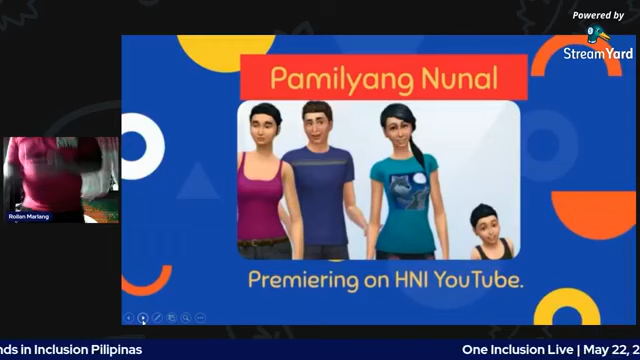 Powered by
StreamYard
Pamilyang Nunal
Rollan Marlang
Premiering on HNI YouTube.
nds in Inclusion Pilipinas
One Inclusion Live | May 22, 2